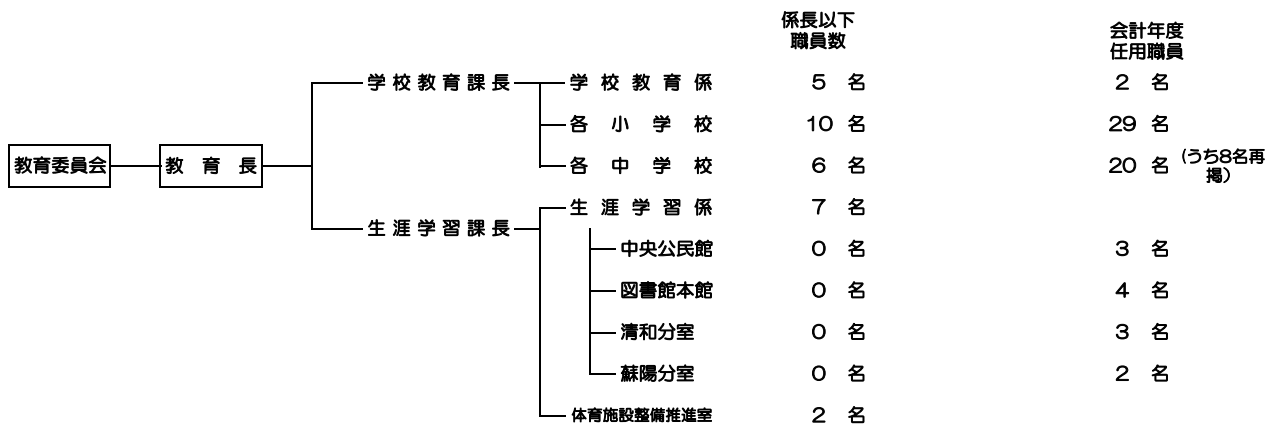 係長以下
職員数
会計年度
任用職員
学校教育課長 学校教育係 5 名 2 名
各小学校 10 名 29 名
教育委員会 教育長 各中学校 6 名 20 名 (うち8名再
掲)
生涯学習係 7 名
生涯学習課長
中央公民館 0 名 3 名
図書館本館 0 名 4 名
清和分室 0 名 3 名
蘇陽分室 0 名 2 名
体育施設整備推進室 2 名